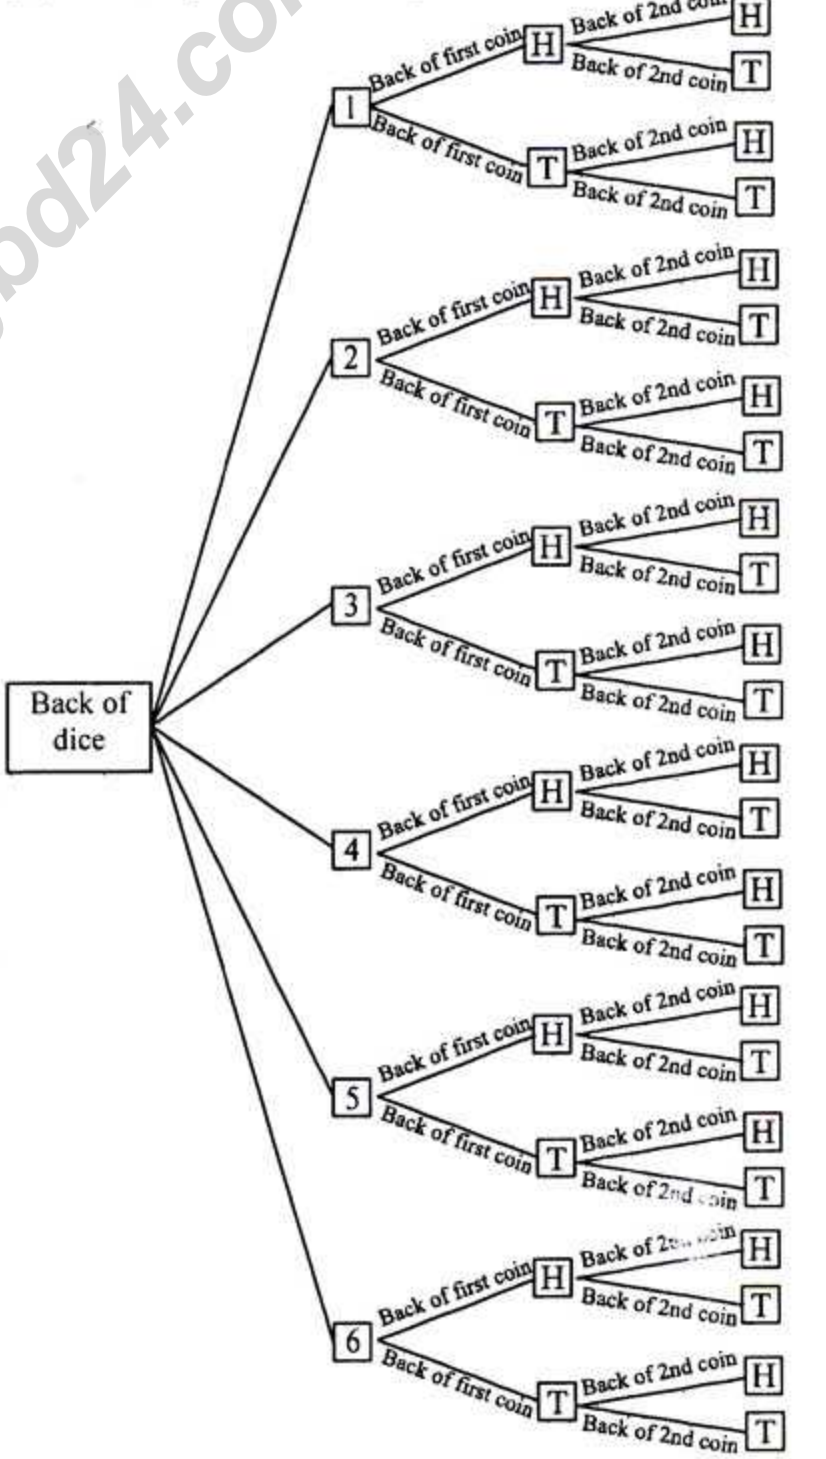 Back of first coin H Back of 2nd coin H
Back of 2nd coin T
1
Back of first coin T Back of 2nd coin H
Back of 2nd coin T
Back of first coin H Back of 2nd coin H
Back of 2nd coin T
2
Back of first coin T Back of 2nd coin H
Back of 2nd coin T
Back of first coin H Back of 2nd coin H
Back of 2nd coin T
3
Back of first coin T Back of 2nd coin H
Back of 2nd coin T
Back of
dice
Back of first coin H Back of 2nd coin H
Back of 2nd coin T
4
Back of first coin T Back of 2nd coin H
Back of 2nd coin T
Back of first coin H Back of 2nd coin H
Back of 2nd coin T
5
Back of first coin T Back of 2nd coin H
Back of 2nd T
Back of first coin H Back of H
Back of 2nd coin T
6
Back of first coin T Back of 2nd coin H
Back of 2nd coin T
bd24.com